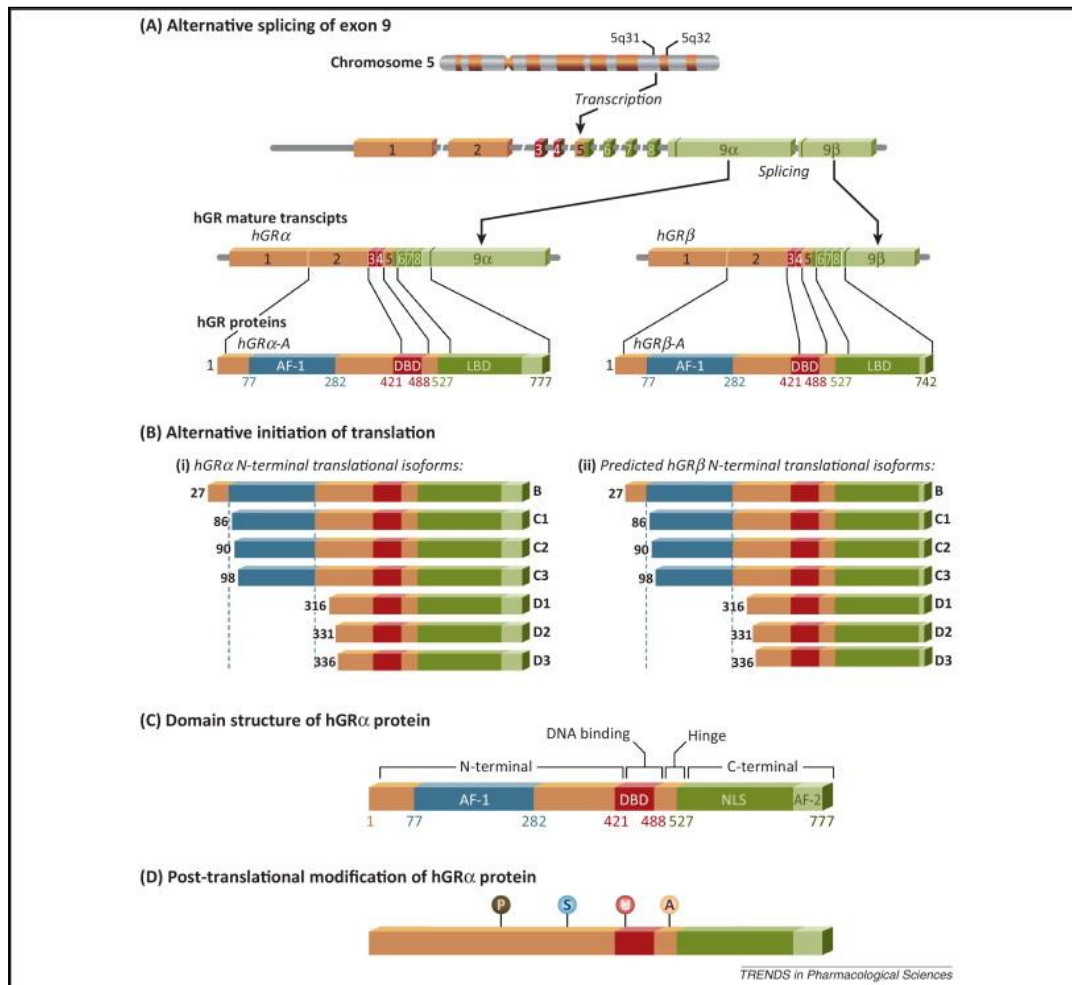 (A) Alternative splicing of exon 9
5q31 5q32
Chromosome 5
Transcription
1 2 3 4 5 6 7 8 9α 9β
Splicing
hGR mature transcipts
hGRα hGRβ
1 2 3 4 5 6 7 8 9α 1 2 3 4 5 6 7 8 9β
hGR proteins
hGRα-A hGRβ-A
1 AF-1 DBD LBD 1 AF-1 DBD LBD
77 282 421 488 527 777 77 282 421 488 527 742
(B) Alternative initiation of translation
(i) hGRα N-terminal translational isoforms: (ii) Predicted hGRβ N-terminal translational isoforms:
27 B 27 B
86 C1 86 C1
90 C2 90 C2
98 C3 98 C3
316 D1 316 D1
331 D2 331 D2
336 D3 336 D3
(C) Domain structure of hGRα protein
DNA binding Hinge
N-terminal C-terminal
AF-1 DBD NLS AF-2
1 77 282 421 488 527 777
(D) Post-translational modification of hGRα protein
P S U A
TRENDS in Pharmacological Sciences